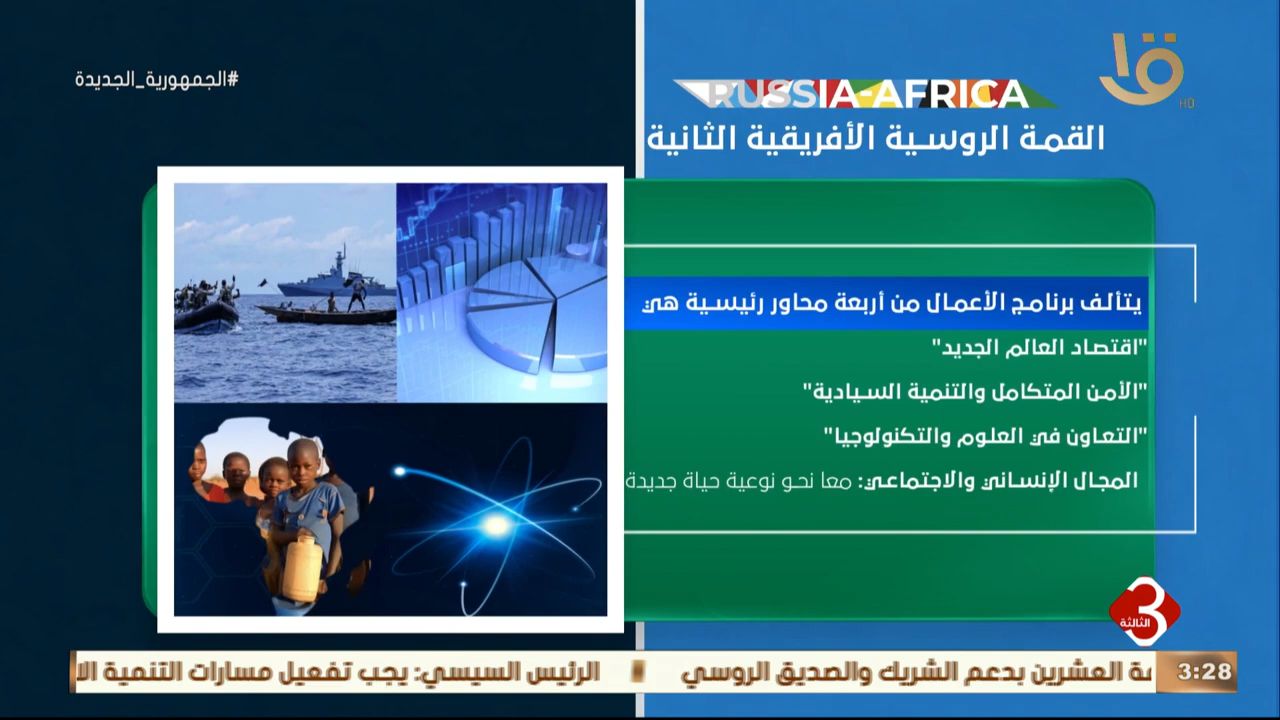 #الجمهورية_الجديدة
RUSSIA-AFRICA
HD
القمة الروسية الأفريقية الثانية
يتألف برنامج الأعمال من أربعة محاور رئيسية هي
"اقتصاد العالم الجديد"
"الأمن المتكامل والتنمية السيادية"
"التعاون في العلوم والتكنولوجيا"
المجال الإنساني والاجتماعي: معا نحو نوعية حياة جديدة
3
الثالثة
3:28
العشرين بدعم الشريك والصديق الروسي
الرئيس السيسي: يجب تفعيل مسارات التنمية